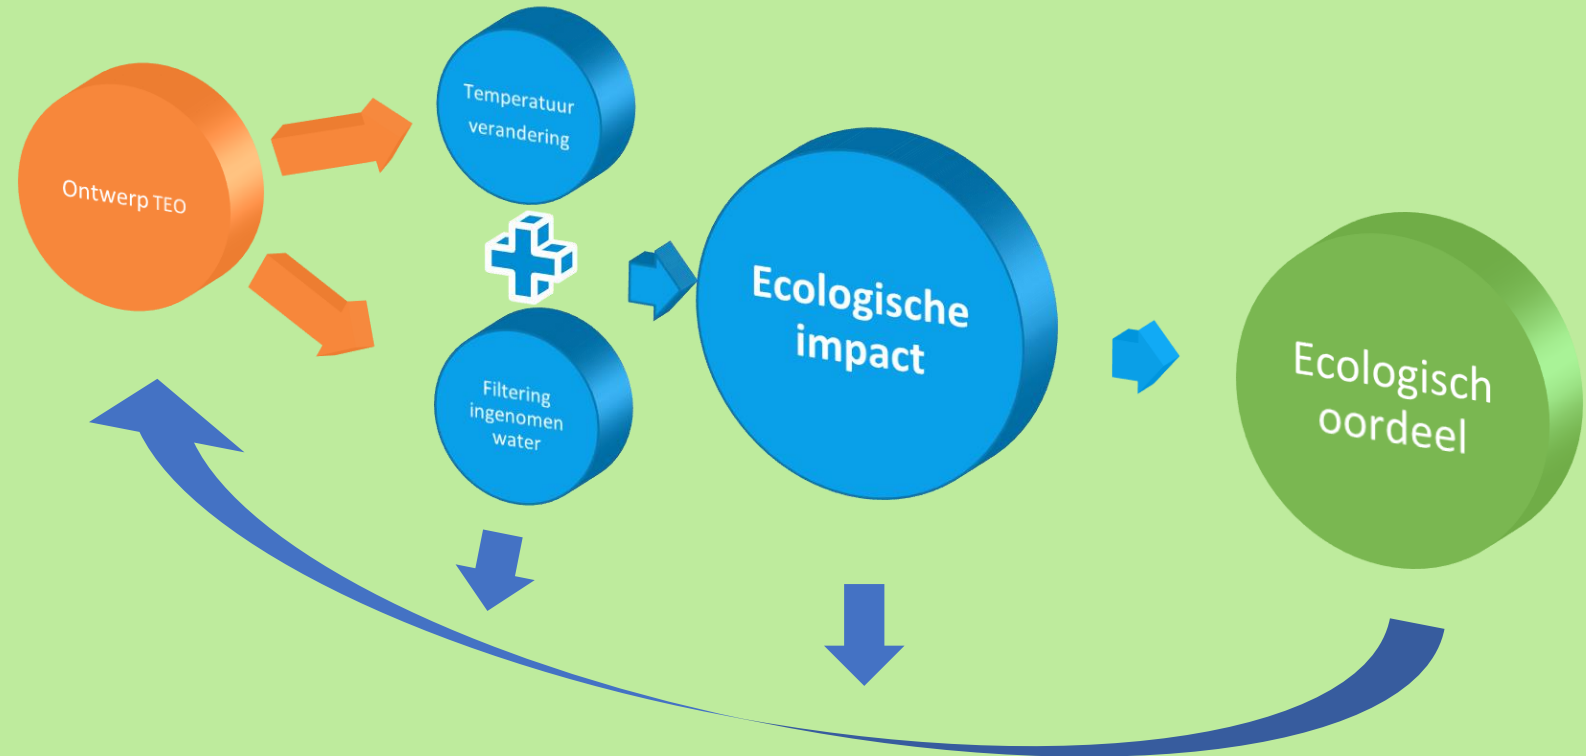 Ontwerp TEO
Temperatuur
verandering
Filtering
ingenomen
water
Ecologische
impact
Ecologisch
oordeel